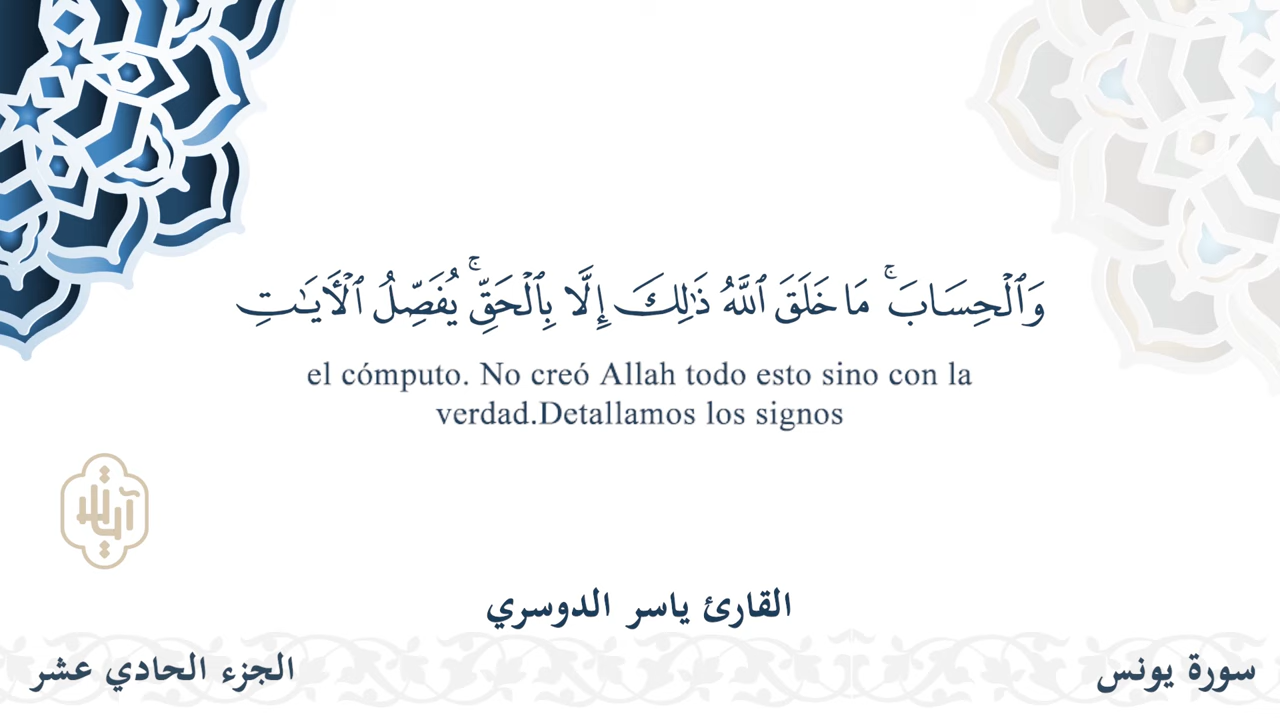 وَٱلْحِسَابَ ۚ مَا خَلَقَ ٱللَّهُ ذَٰلِكَ إِلَّا بِٱلْحَقِّ ۚ يُفَصِّلُ ٱلْـَٔايَـٰتِ
el cómputo. No creó Allah todo esto sino con la
verdad.Detallamos los signos
القارئ ياسر الدوسري
سورة يونس
الجزء الحادي عشر